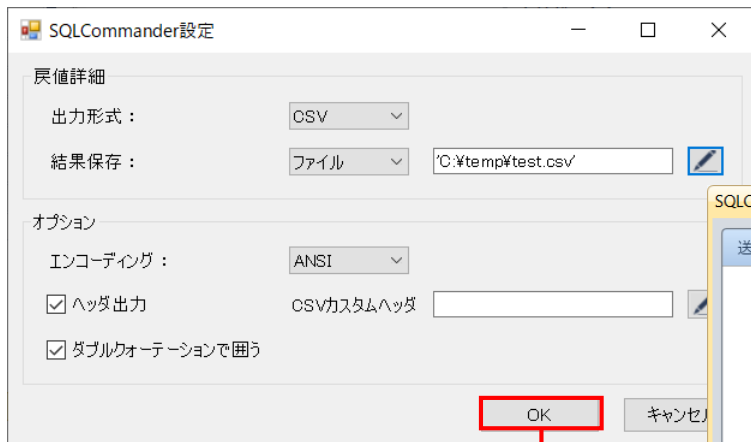 SQLCommander設定
戻値詳細
出力形式： CSV
結果保存： ファイル 'C:¥temp¥test.csv'
SQLC
オプション
送
エンコーディング： ANSI
ヘッダ出力 CSVカスタムヘッダ
ダブルクォーテーションで囲う
OK キャンセル